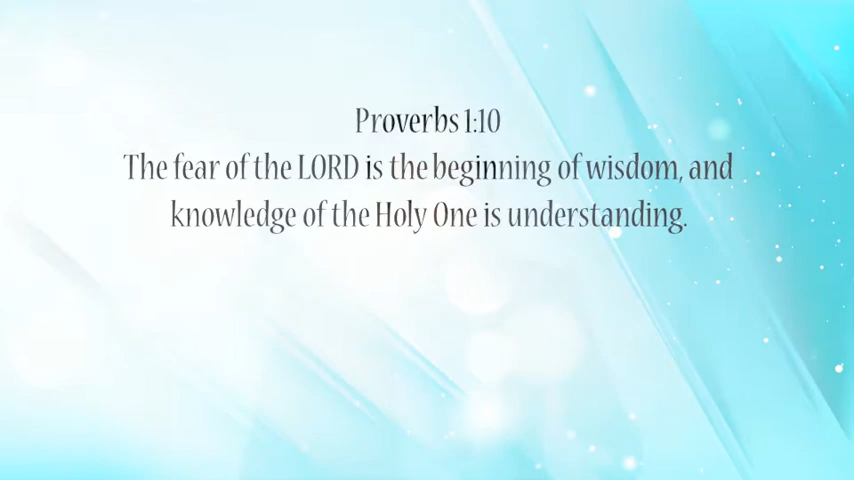 Proverbs 1:10
The fear of the LORD is the beginning of wisdom, and
knowledge of the Holy One is understanding.